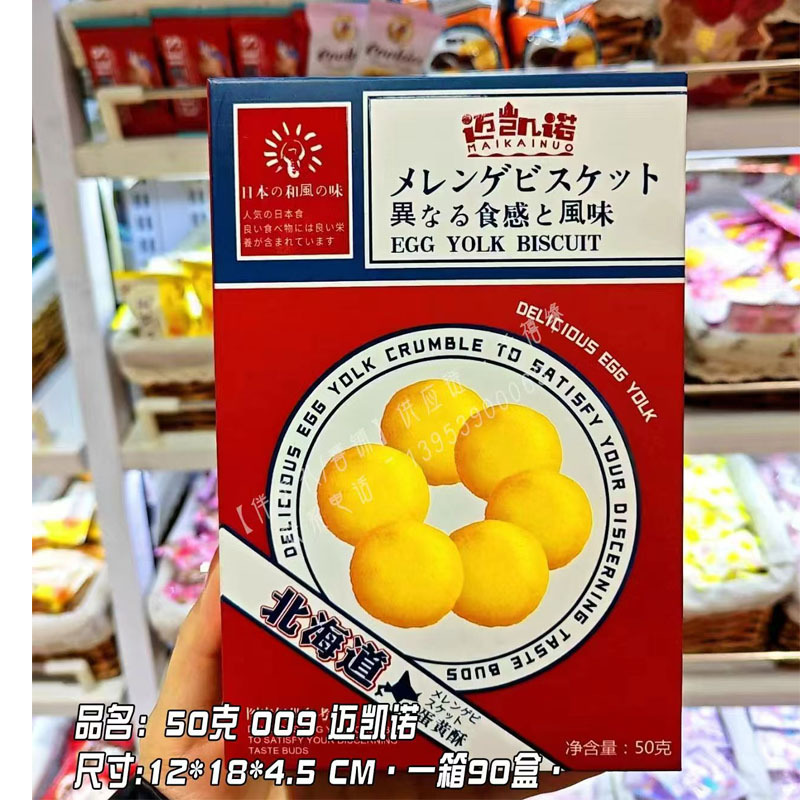 迈凯诺
MAIKAINUO
メレンゲビスケット
異なる食感と風味
EGG YOLK BISCUIT
日本の和風の味
人気の日本食
良い食べ物には良い栄
養が含まれています
DELICIOUS EGG YOLK
DELICIOUS EGG YOLK CRUMBLE TO SATISFY YOUR DISCERNING TASTE BUDS
供应链
北海道
メレンゲビ
スケット
蛋黄酥
TO SATISFY YOUR DISCERNING
TASTE BUDS
净含量：50克
品名：50克 009 迈凯诺
尺寸:12*18*4.5 CM·一箱90盒·